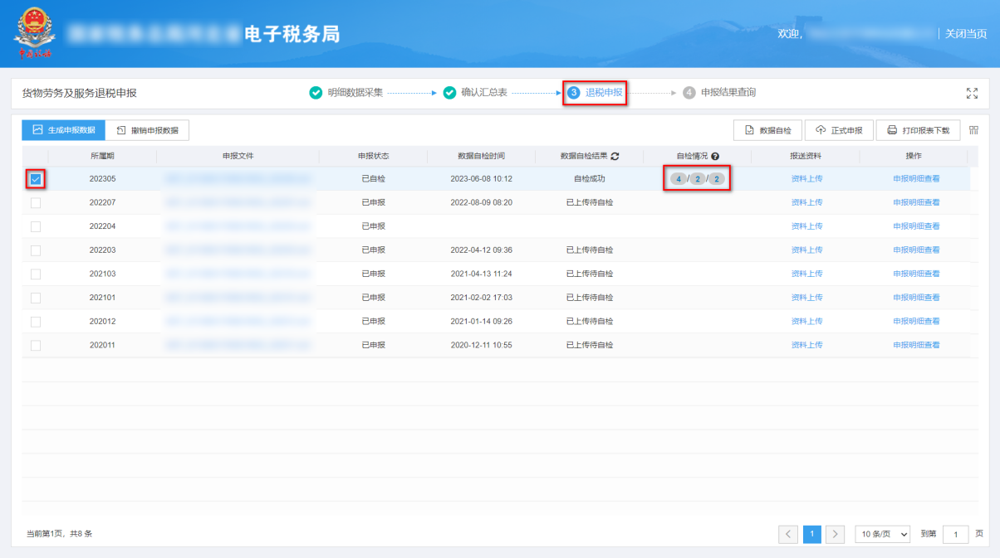 中国税务
电子税务局
欢迎,
关闭当页
货物劳务及服务退税申报
明细数据采集
确认汇总表
3 退税申报
4 申报结果查询
生成申报数据 撤销申报数据 数据自检 正式申报 打印报表下载
所属期 申报文件 申报状态 数据自检时间 数据自检结果 自检情况 报送资料 操作
202305 已自检 2023-06-08 10:12 自检成功 4 / 2 / 2 资料上传 申报明细查看
202207 已申报 2022-08-09 08:20 已上传待自检 资料上传 申报明细查看
202204 已申报 资料上传 申报明细查看
202203 已申报 2022-04-12 09:36 已上传待自检 资料上传 申报明细查看
202103 已申报 2021-04-13 11:24 已上传待自检 资料上传 申报明细查看
202101 已申报 2021-02-02 17:03 已上传待自检 资料上传 申报明细查看
202012 已申报 2021-01-14 09:26 已上传待自检 资料上传 申报明细查看
202011 已申报 2020-12-11 10:55 已上传待自检 资料上传 申报明细查看
当前第1页, 共8 条
1
10 条/页
到第 1 页